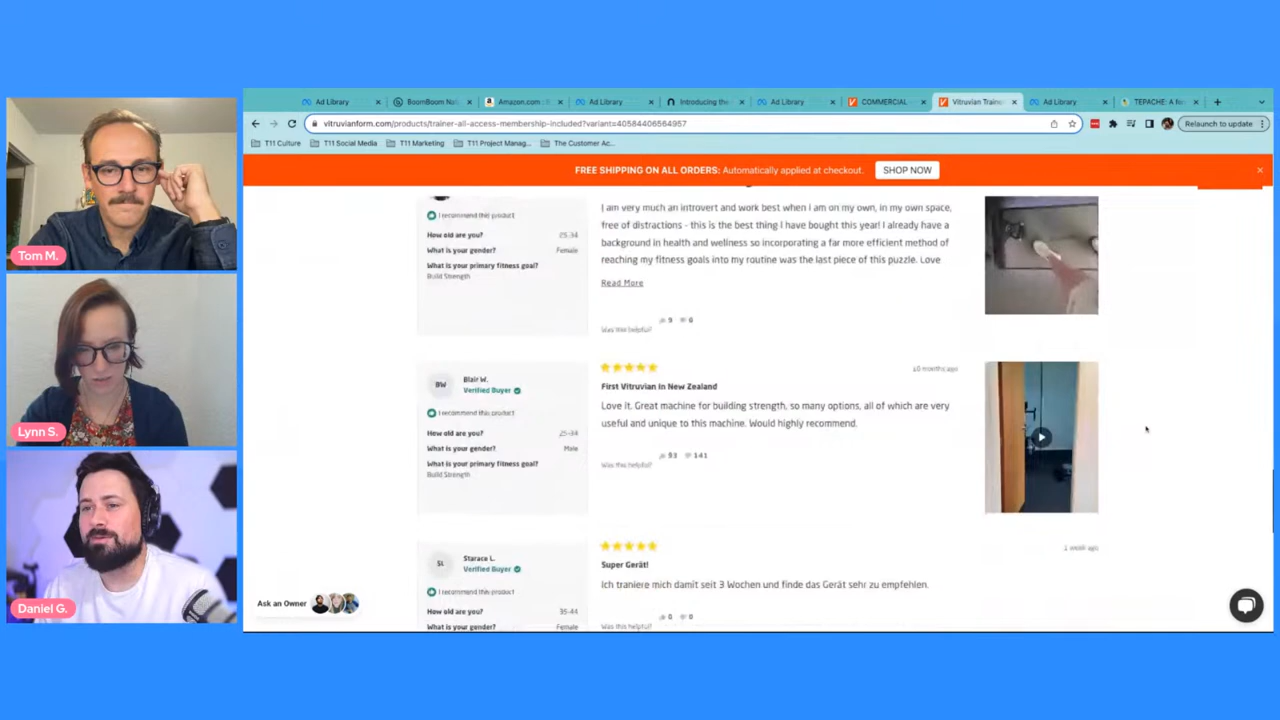 Ad Library
BoomBoom Nat
Amazon.com : B
Ad Library
Introducing the
Ad Library
COMMERCIAL
Vitruvian Traine
Ad Library
TEPACHE: A fe
vitruvianform.com/products/trainer-all-access-membership-included?variant=40584406564957
Relaunch to update
T11 Culture
T11 Social Media
T11 Marketing
T11 Project Manag...
The Customer Ac...
FREE SHIPPING ON ALL ORDERS: Automatically applied at checkout.
SHOP NOW
I recommend this product
How old are you? 25-34
What is your gender? Female
What is your primary fitness goal?
Build Strength
I am very much an introvert and work best when I am on my own, in my own space,
free of distractions - this is the best thing I have bought this year! I already have a
background in health and wellness so incorporating a far more efficient method of
reaching my fitness goals into my routine was the last piece of this puzzle. Love
Read More
Was this helpful?
9 0
BW
Blair W.
Verified Buyer
I recommend this product
How old are you? 25-34
What is your gender? Male
What is your primary fitness goal?
Build Strength
10 months ago
First Vitruvian in New Zealand
Love it. Great machine for building strength, so many options, all of which are very
useful and unique to this machine. Would highly recommend.
Was this helpful?
93 141
SL
Starace L.
Verified Buyer
I recommend this product
How old are you? 35-44
What is your gender? Female
1 week ago
Super Gerät!
Ich traniere mich damit seit 3 Wochen und finde das Gerät sehr zu empfehlen.
Was this helpful?
0 0
Ask an Owner
Tom M.
Lynn S.
Daniel G.